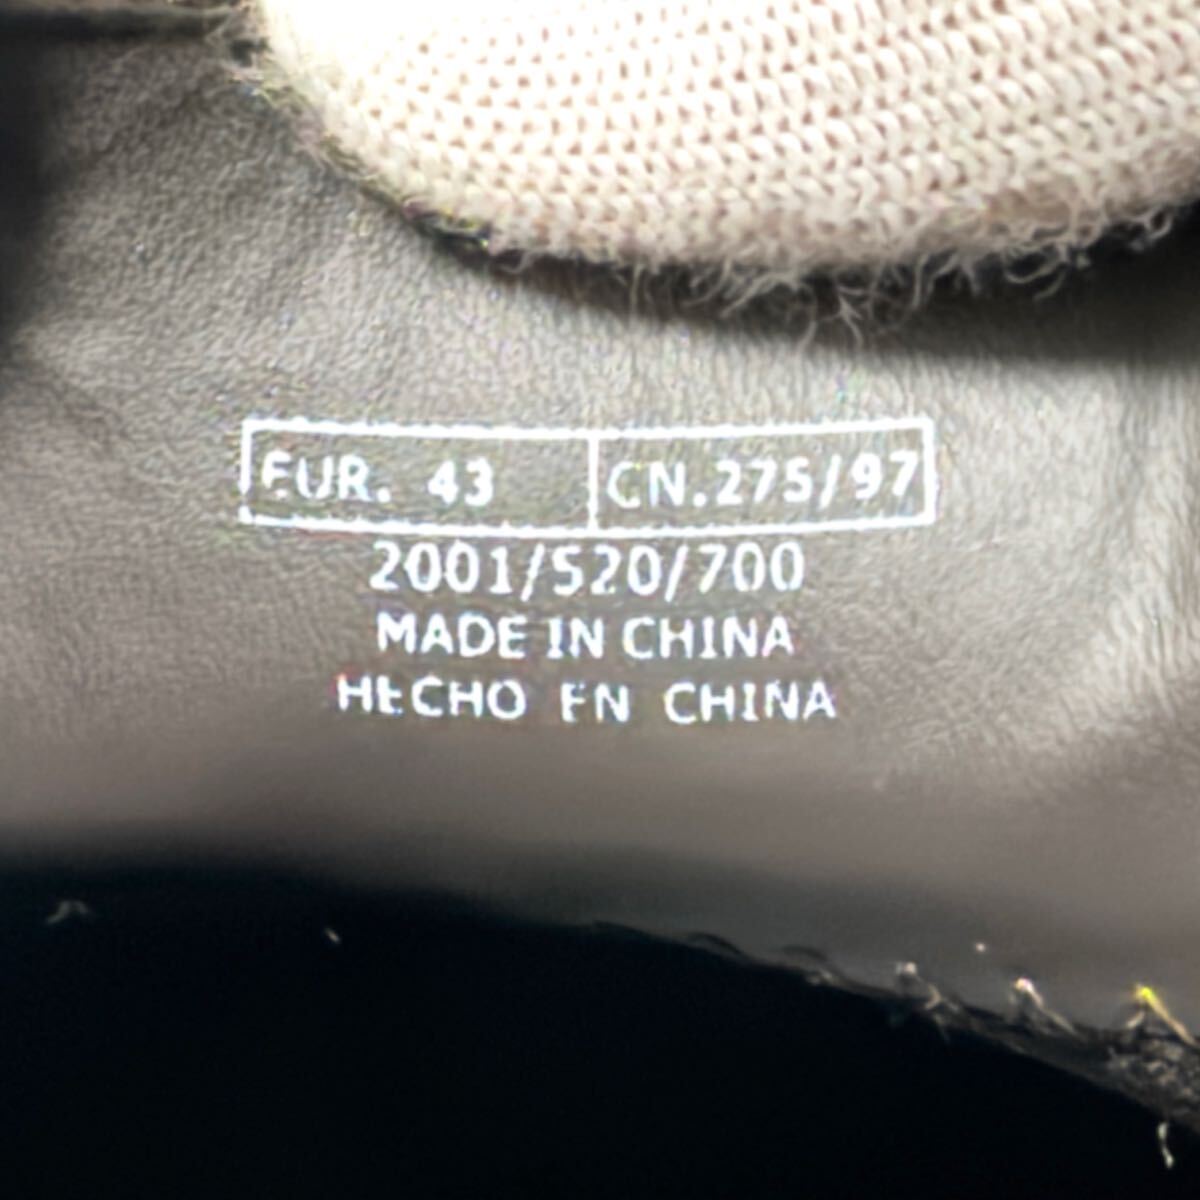 EUR. 43 CN.275/97
2001/520/700
MADE IN CHINA
HECHO EN CHINA